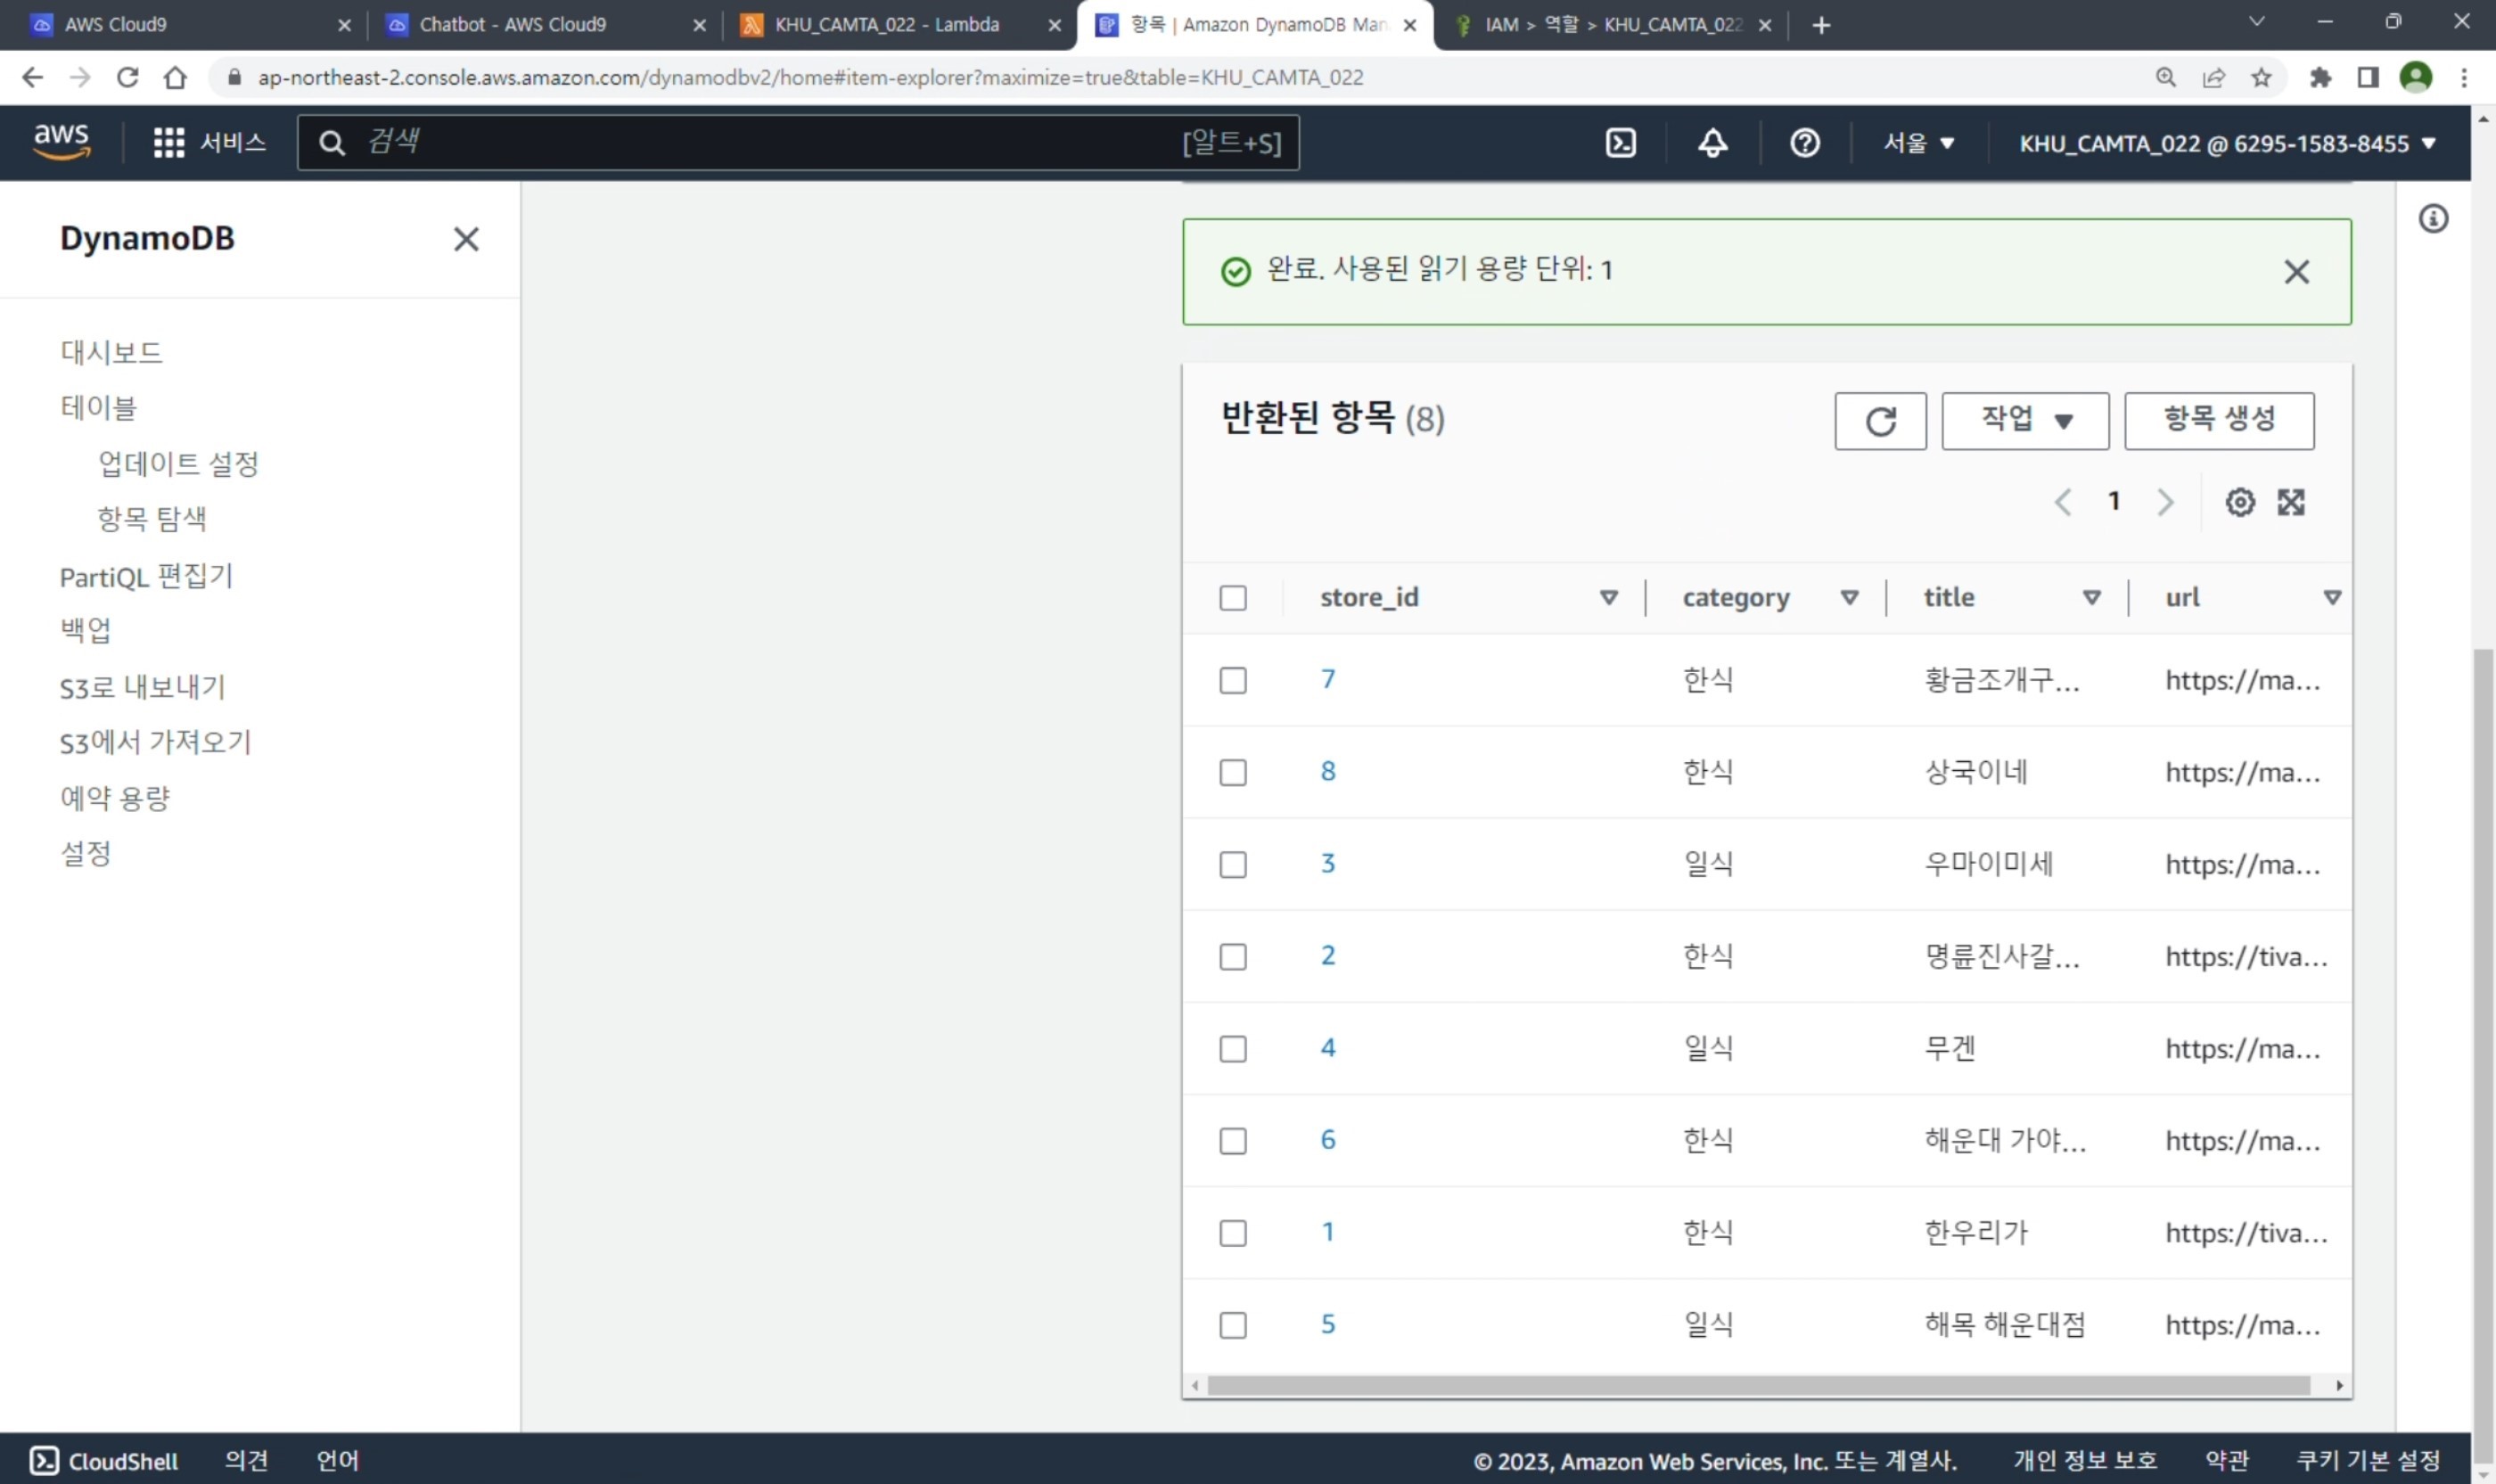 AWS Cloud9
Chatbot - AWS Cloud9
KHU_CAMTA_022 - Lambda
항목 | Amazon DynamoDB Man
IAM > 역할 > KHU_CAMTA_022
ap-northeast-2.console.aws.amazon.com/dynamodbv2/home#item-explorer?maximize=true&table=KHU_CAMTA_022
aws
서비스
검색
[알트+S]
서울
KHU_CAMTA_022 @ 6295-1583-8455
DynamoDB
대시보드
테이블
업데이트 설정
항목 탐색
PartiQL 편집기
백업
S3로 내보내기
S3에서 가져오기
예약 용량
설정
완료. 사용된 읽기 용량 단위: 1
반환된 항목 (8)
작업
항목 생성
1
store_id category title url
7 한식 황금조개구... https://ma...
8 한식 상국이네 https://ma...
3 일식 우마이미세 https://ma...
2 한식 명륜진사갈... https://tiva...
4 일식 무겐 https://ma...
6 한식 해운대 가야... https://ma...
1 한식 한우리가 https://tiva...
5 일식 해목 해운대점 https://ma...
CloudShell 의견 언어
© 2023, Amazon Web Services, Inc. 또는 계열사. 개인 정보 보호 약관 쿠키 기본 설정